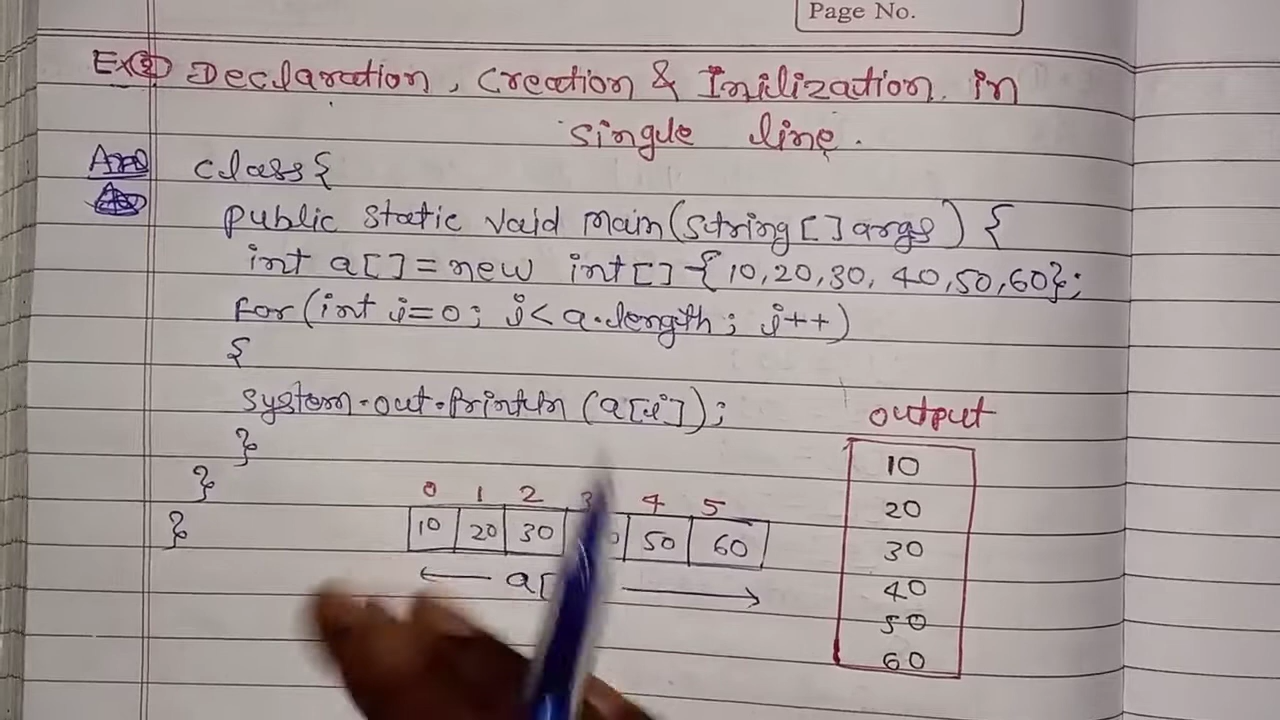 Page No.
Ex② Declaration, Creation & Inilization. in
single line.
Ans class{
public static void main(string[]args) {
int a[]=new int[]{10,20,30, 40,50,60};
for(int i=0; i<a.length; i++)
{
system.out.println(a[i]);
output
}
10
}
20
0 1 2 3 4 5
}
10 20 30 50 60
30
a[
40
50
60